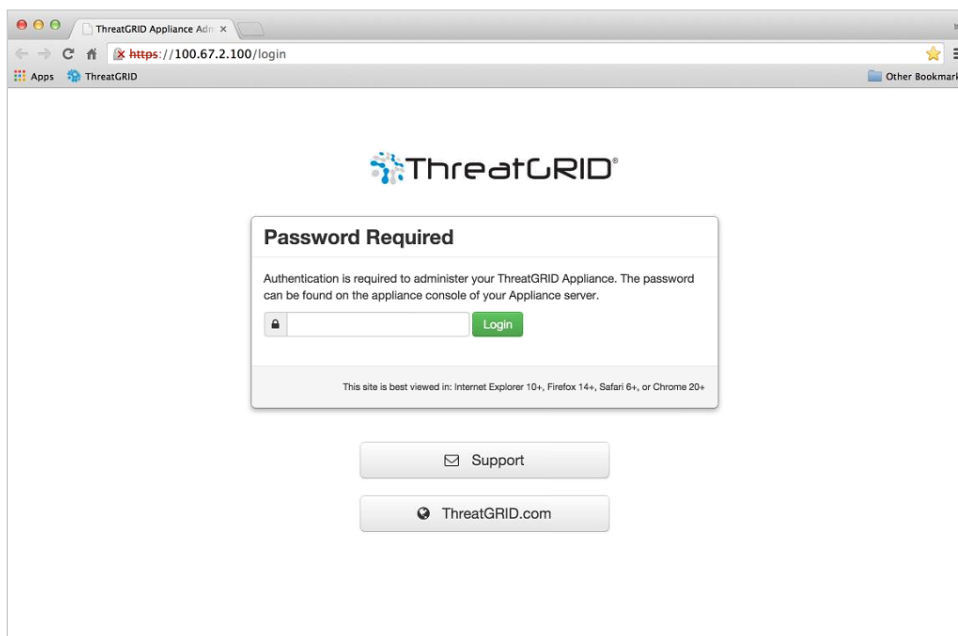 ThreatGRID Appliance Adm
https://100.67.2.100/login
Apps ThreatGRID Other Bookmark
ThreatGRID®
Password Required
Authentication is required to administer your ThreatGRID Appliance. The password
can be found on the appliance console of your Appliance server.
Login
This site is best viewed in: Internet Explorer 10+, Firefox 14+, Safari 6+, or Chrome 20+
Support
ThreatGRID.com